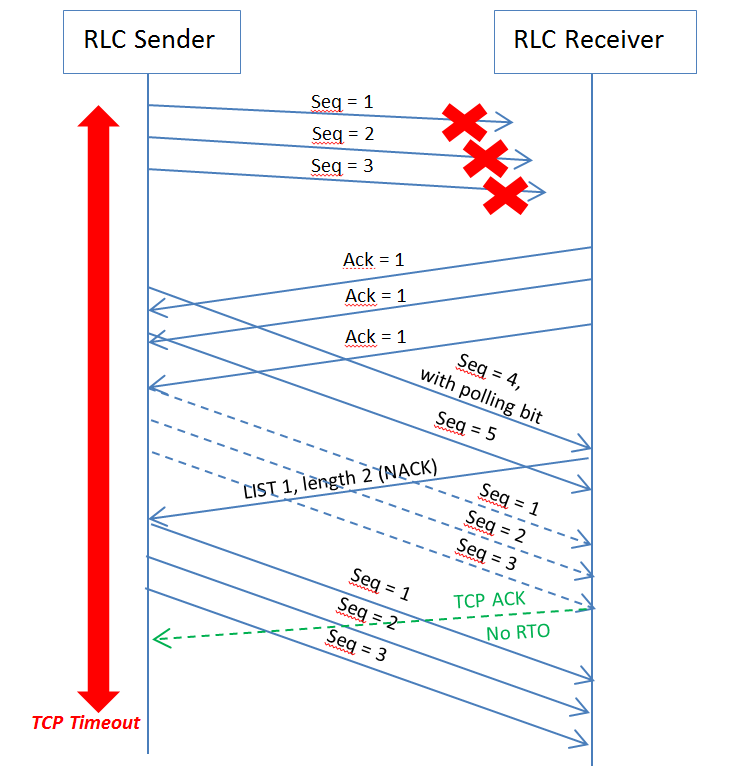 RLC Sender
RLC Receiver
Seq = 1
Seq = 2
Seq = 3
Ack = 1
Ack = 1
Ack = 1
Seq = 4,
with polling bit
Seq = 5
LIST 1, length 2 (NACK)
Seq = 1
Seq = 2
Seq = 3
Seq = 1
Seq = 2
Seq = 3
TCP ACK
No RTO
TCP Timeout